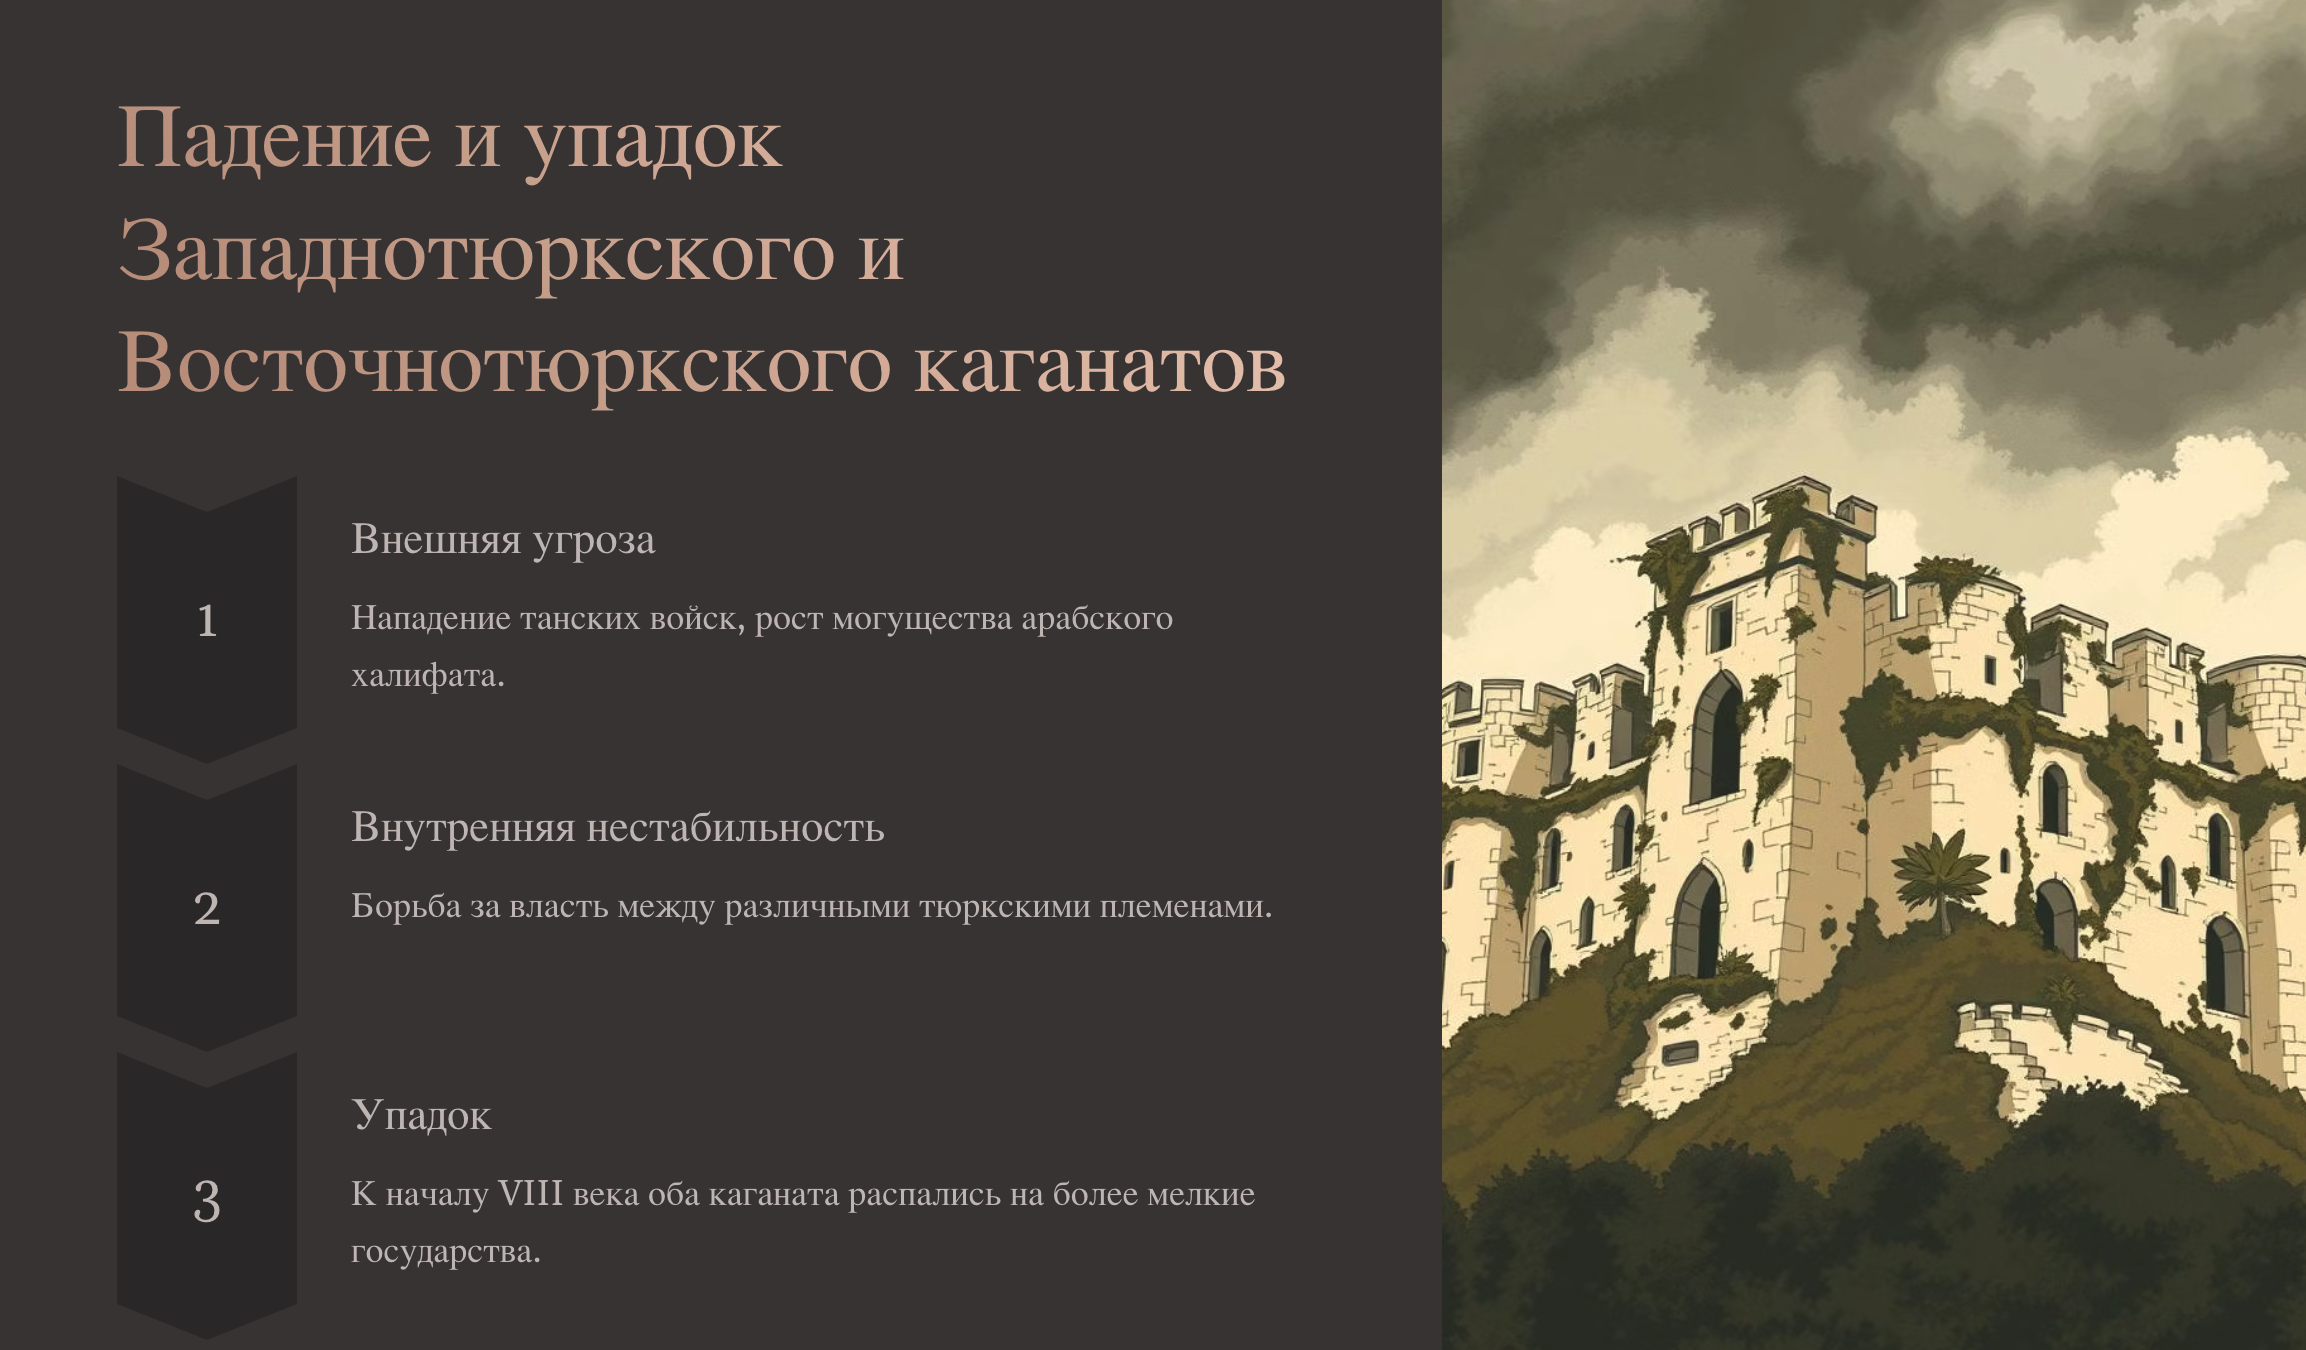 Падение и упадок
Западнотюркского и
Восточнотюркского каганатов
1
Внешняя угроза
Нападение танских войск, рост могущества арабского
халифата.
2
Внутренняя нестабильность
Борьба за власть между различными тюркскими племенами.
3
Упадок
К началу VIII века оба каганата распались на более мелкие
государства.